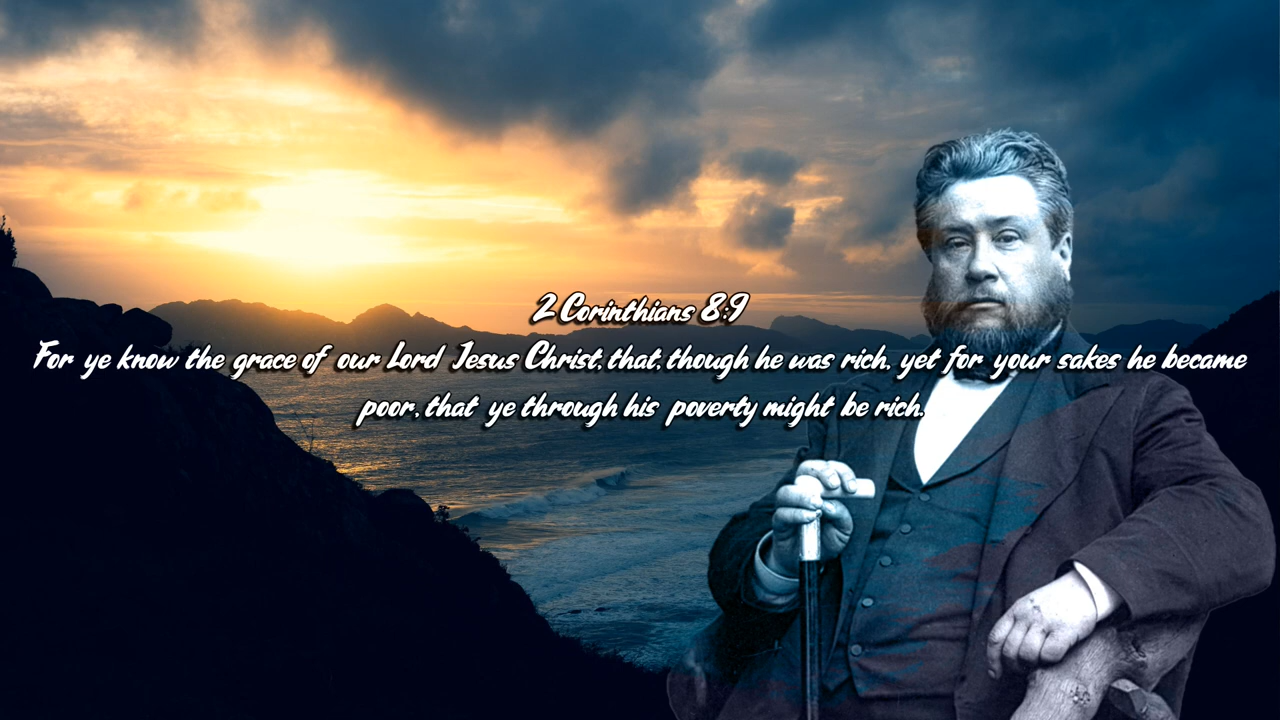 2 Corinthians 8:9
For ye know the grace of our Lord Jesus Christ, that, though he was rich, yet for your sakes he became
poor, that ye through his poverty might be rich.